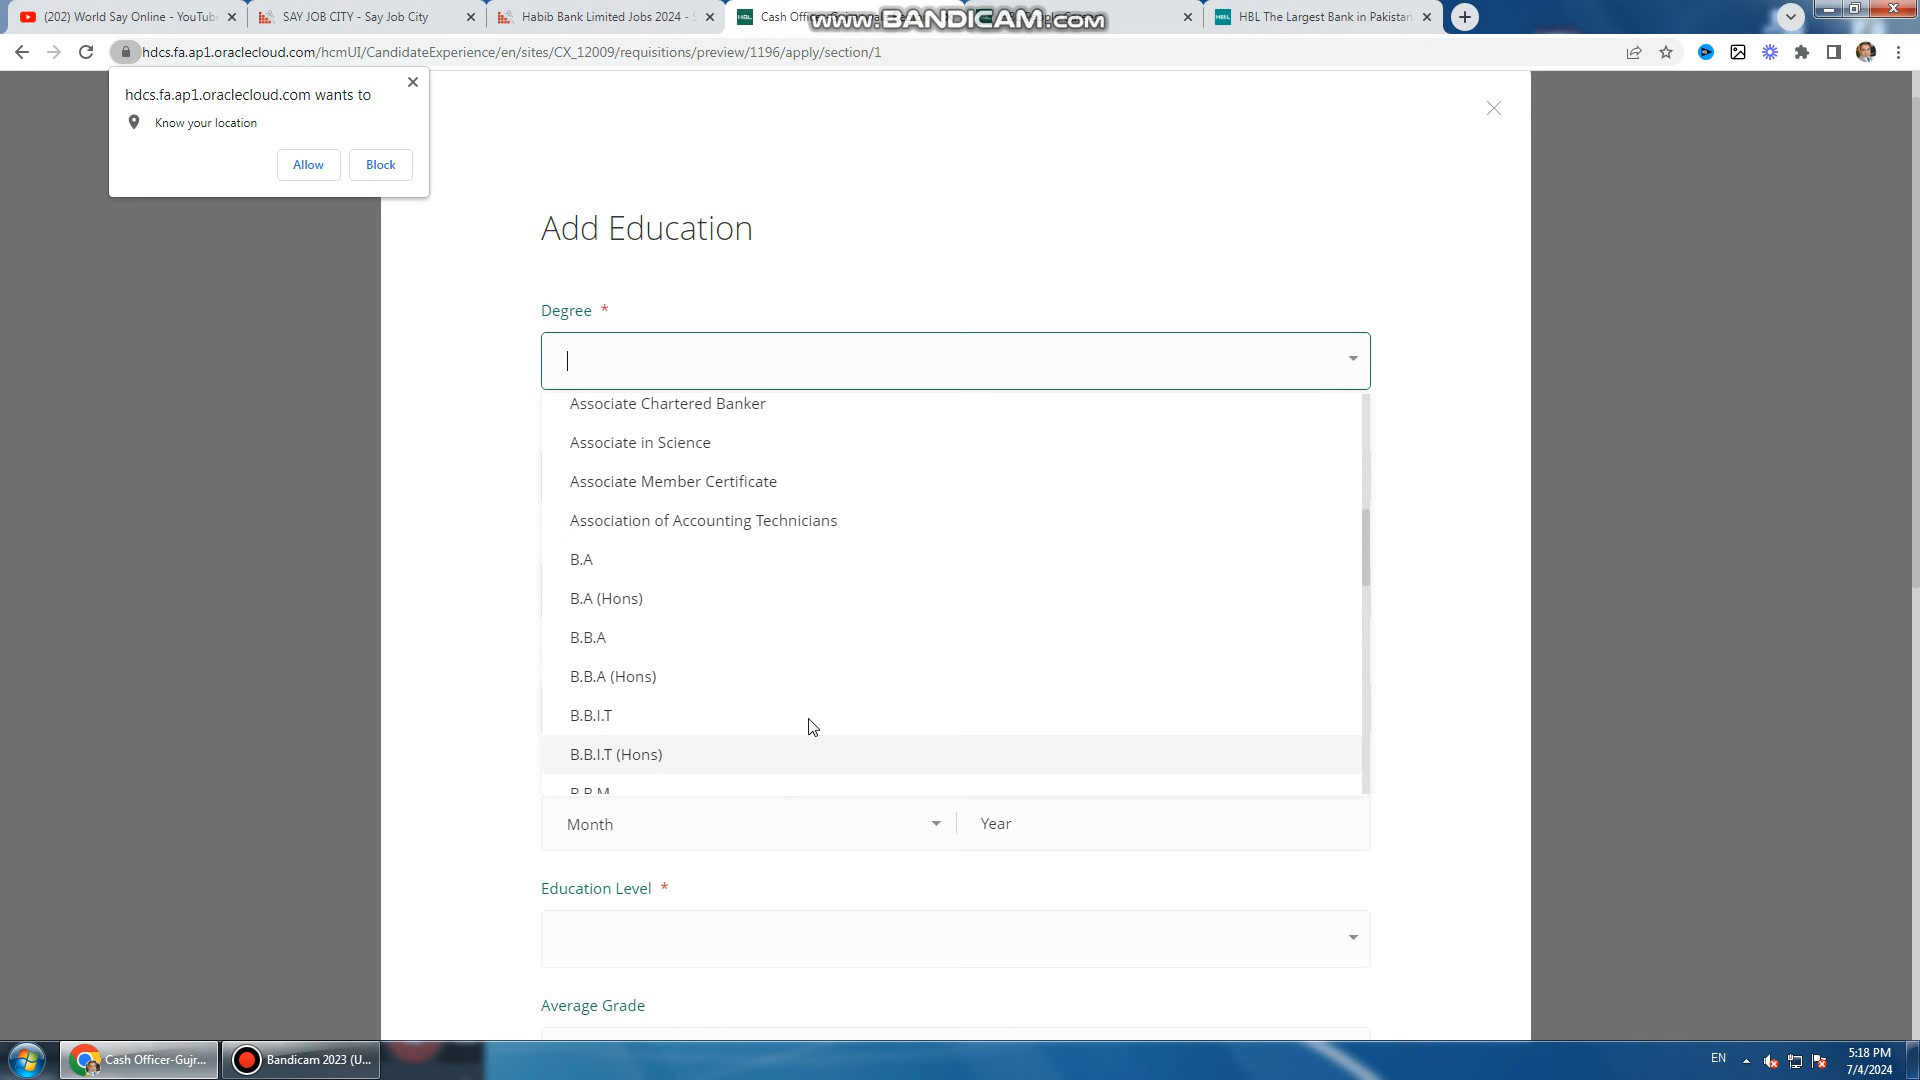 (202) World Say Online - YouTub
SAY JOB CITY - Say Job City
Habib Bank Limited Jobs 2024 - S
HBL
www.BANDICAM.com
HBL The Largest Bank in Pakistan
hdcs.fa.ap1.oraclecloud.com/hcmUI/CandidateExperience/en/sites/CX_12009/requisitions/preview/1196/apply/section/1
hdcs.fa.ap1.oraclecloud.com wants to
Know your location
Allow
Block
Add Education
Degree *
Associate Chartered Banker
Associate in Science
Associate Member Certificate
Association of Accounting Technicians
B.A
B.A (Hons)
B.B.A
B.B.A (Hons)
B.B.I.T
B.B.I.T (Hons)
B.B.M
Month
Year
Education Level *
Average Grade
Cash Officer-Gujr...
Bandicam 2023 (U...
EN
5:18 PM
7/4/2024